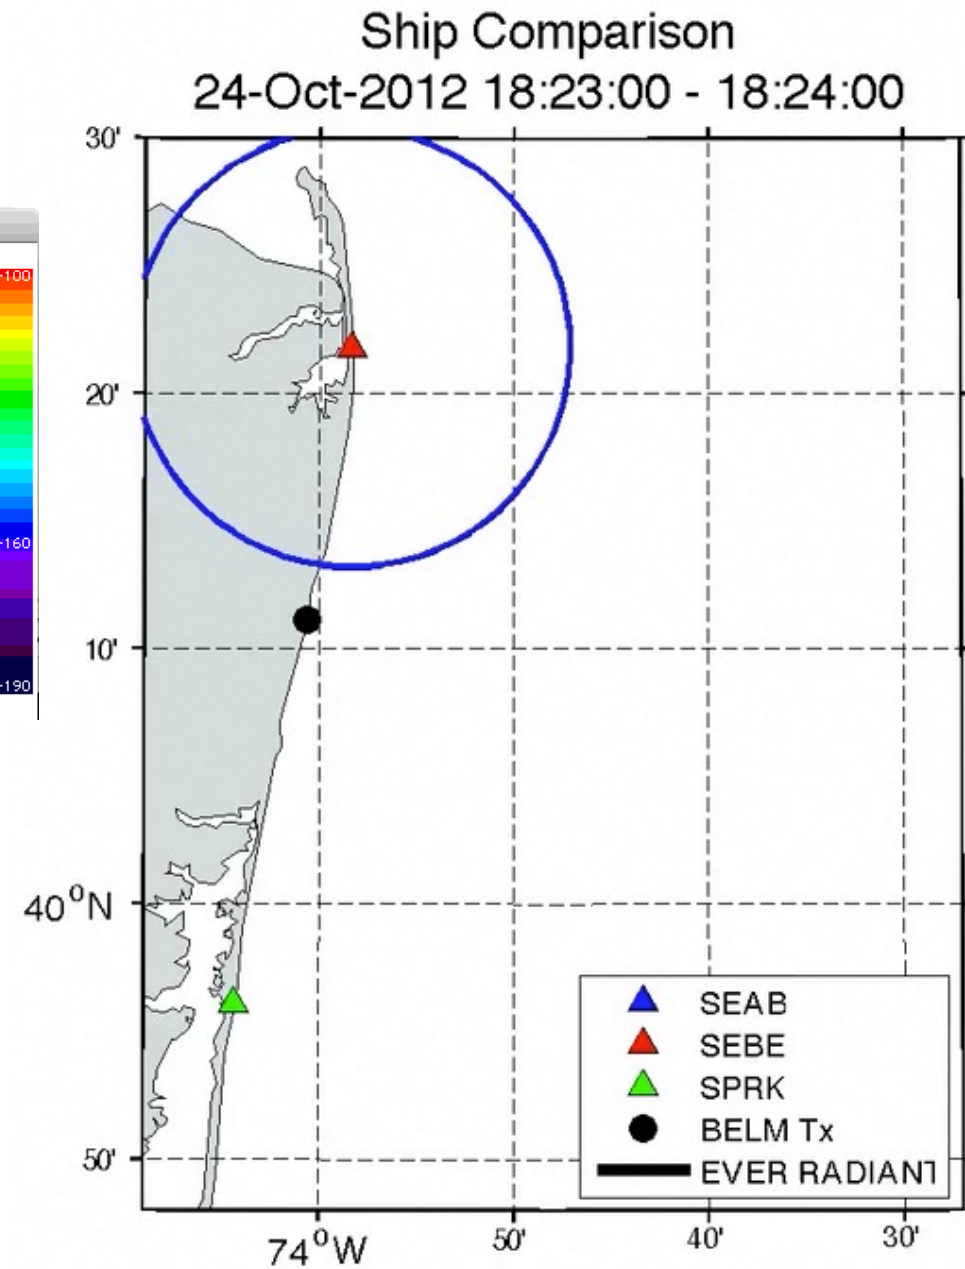 Ship Comparison
24-Oct-2012 18:23:00 - 18:24:00
30'
-100
20'
-160
10'
-190
40°N
SEAB
SEBE
SPRK
BELM Tx
50'
EVER RADIANT
74°W
50'
40'
30'